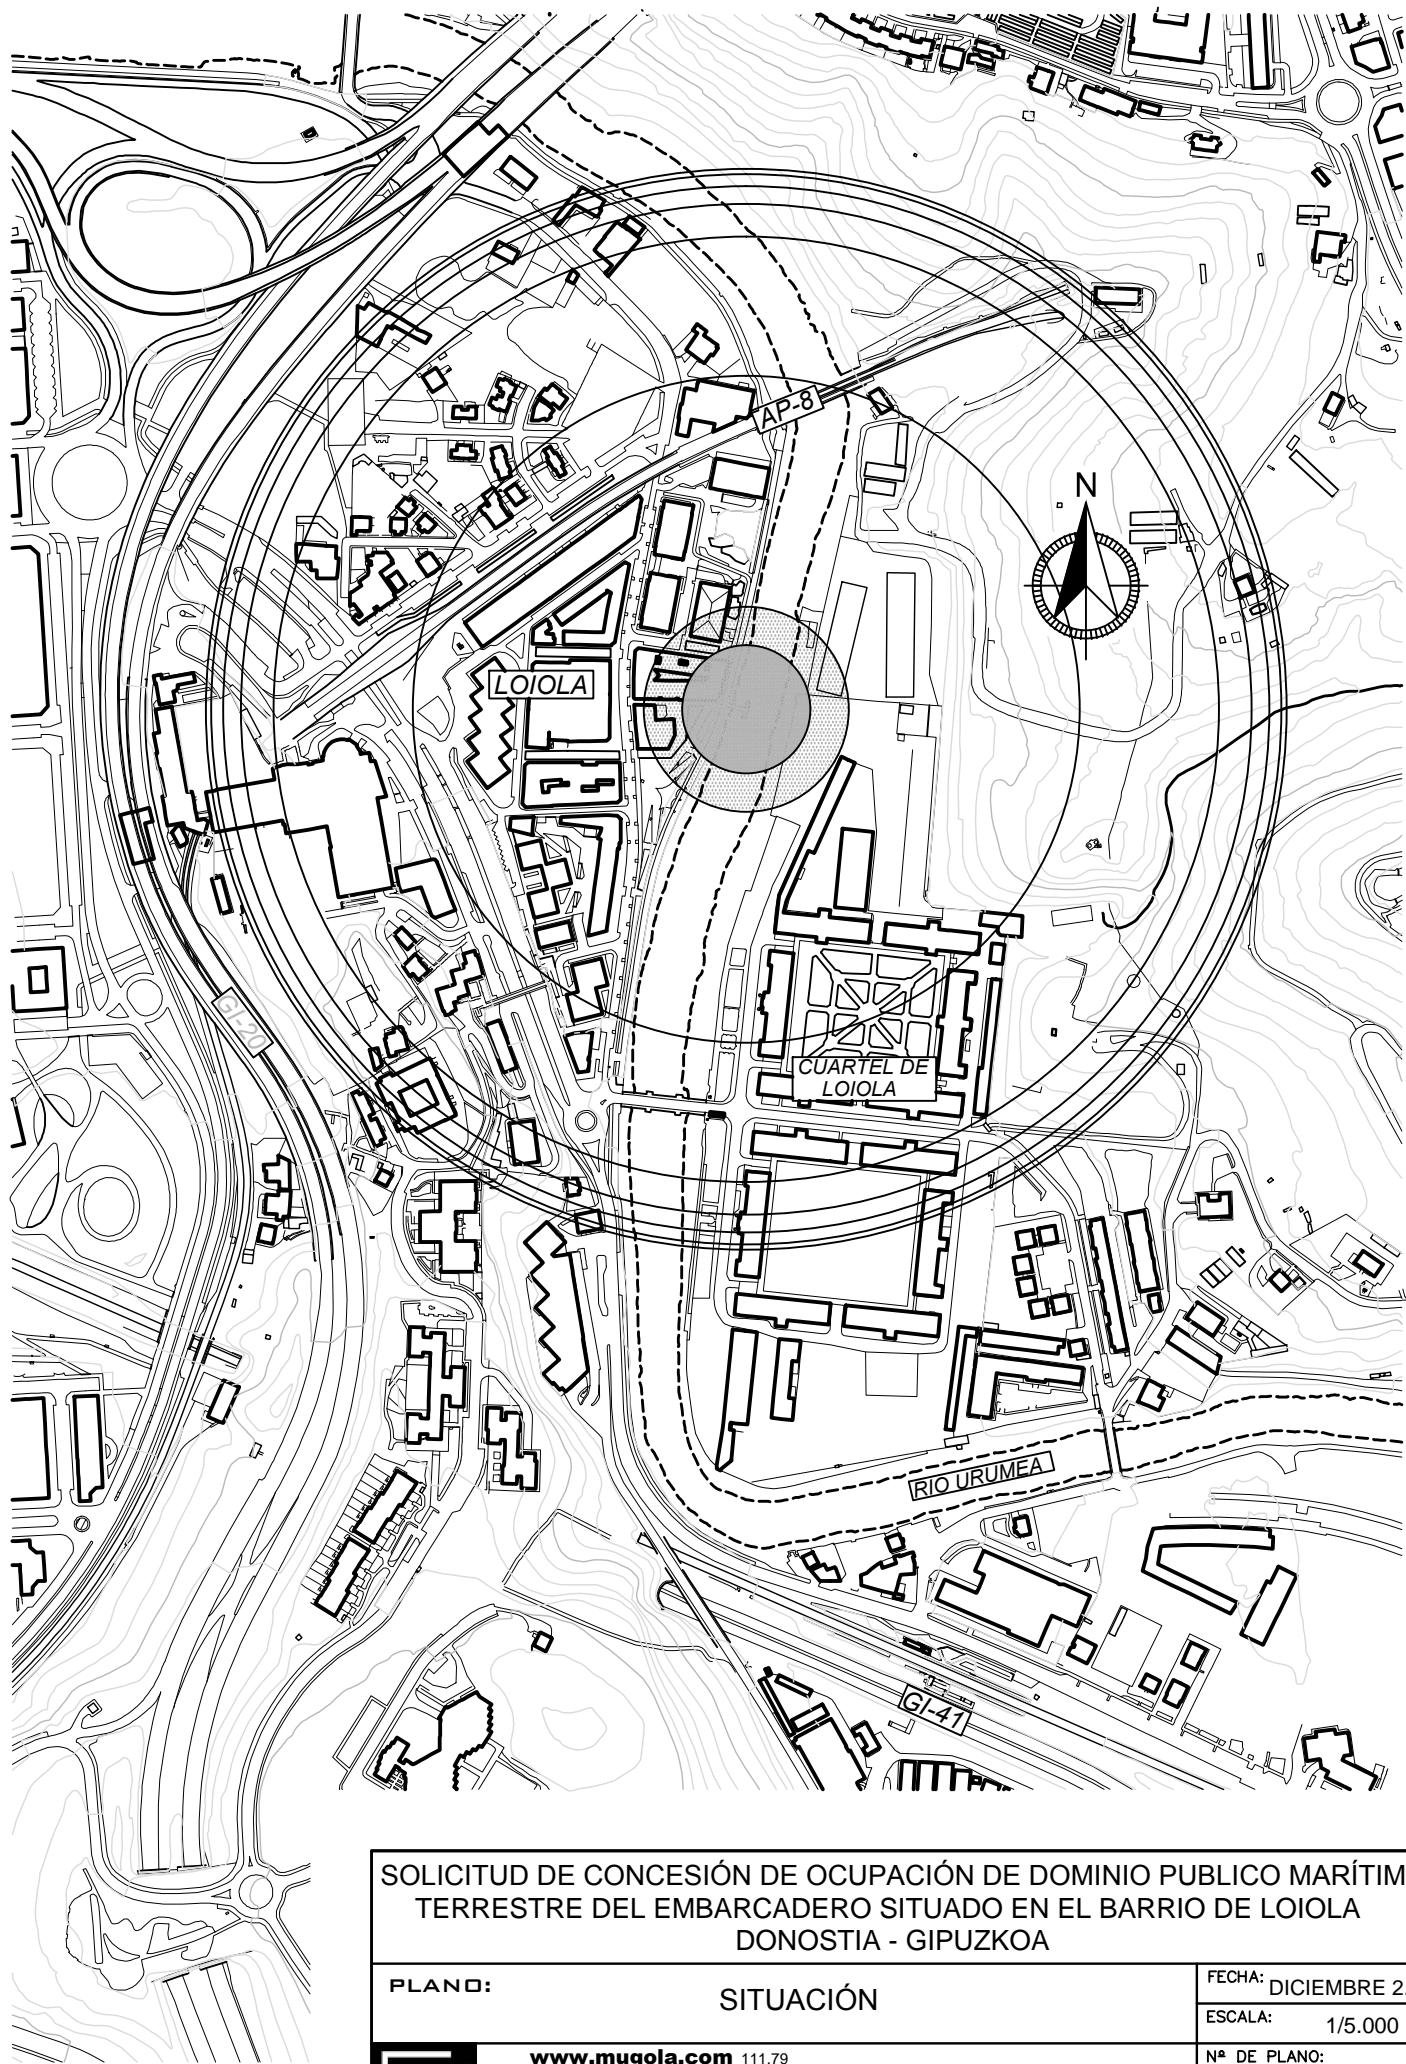 AP-8
N
LOIOLA
GI-20
CUARTEL DE
LOIOLA
RIO URUMEA
GI-41
SOLICITUD DE CONCESIÓN DE OCUPACIÓN DE DOMINIO PUBLICO MARÍTIM
TERRESTRE DEL EMBARCADERO SITUADO EN EL BARRIO DE LOIOLA
DONOSTIA - GIPUZKOA
PLANO:
SITUACIÓN
FECHA: DICIEMBRE 2.
ESCALA: 1/5.000
www.mugola.com 111.79
Nº DE PLANO: